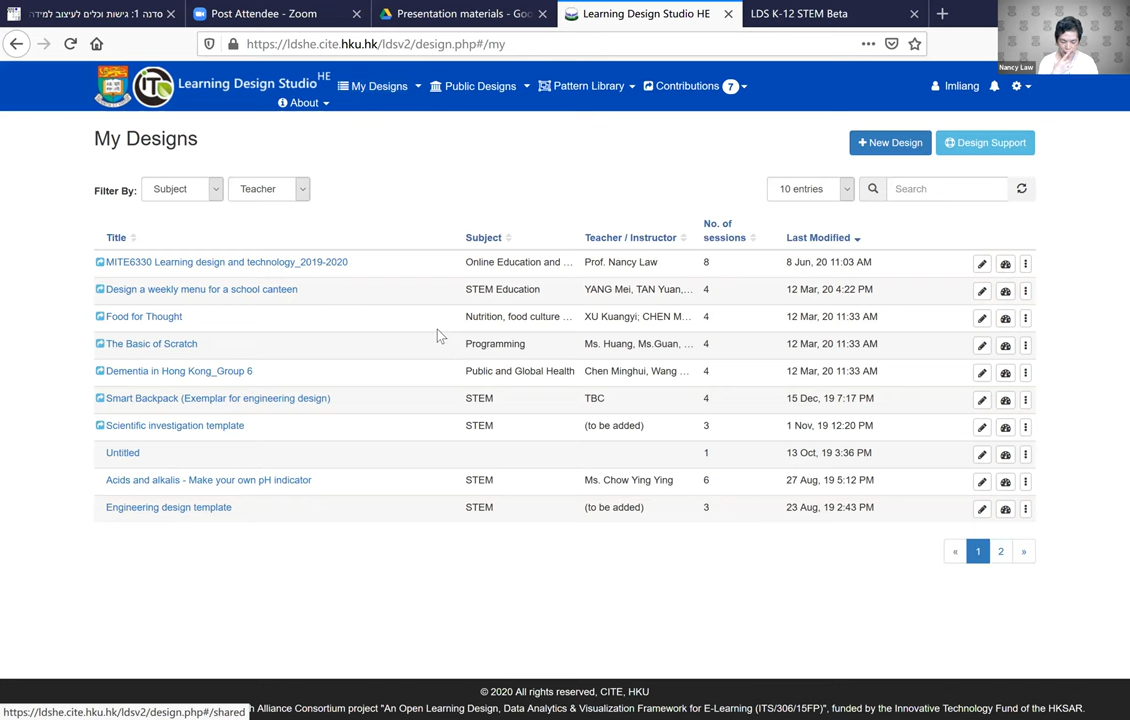 סדנה 1: גישות וכלים לעיצוב למידה
Post Attendee - Zoom
Presentation materials - Goo
Learning Design Studio HE
LDS K-12 STEM Beta
https://ldshe.cite.hku.hk/ldsv2/design.php#/my
Nancy Law
Learning Design Studio HE
My Designs
Public Designs
Pattern Library
Contributions 7
lmliang
About
My Designs
+ New Design
Design Support
Filter By: Subject Teacher
10 entries
Search
Title Subject Teacher / Instructor No. of sessions Last Modified
MITE6330 Learning design and technology_2019-2020 Online Education and ... Prof. Nancy Law 8 8 Jun, 20 11:03 AM
Design a weekly menu for a school canteen STEM Education YANG Mei, TAN Yuan,... 4 12 Mar, 20 4:22 PM
Food for Thought Nutrition, food culture ... XU Kuangyi; CHEN M... 4 12 Mar, 20 11:33 AM
The Basic of Scratch Programming Ms. Huang, Ms.Guan, ... 4 12 Mar, 20 11:33 AM
Dementia in Hong Kong_Group 6 Public and Global Health Chen Minghui, Wang ... 4 12 Mar, 20 11:33 AM
Smart Backpack (Exemplar for engineering design) STEM TBC 4 15 Dec, 19 7:17 PM
Scientific investigation template STEM (to be added) 3 1 Nov, 19 12:20 PM
Untitled 1 13 Oct, 19 3:36 PM
Acids and alkalis - Make your own pH indicator STEM Ms. Chow Ying Ying 6 27 Aug, 19 5:12 PM
Engineering design template STEM (to be added) 3 23 Aug, 19 2:43 PM
« 1 2 »
© 2020 All rights reserved, CITE, HKU
https://ldshe.cite.hku.hk/ldsv2/design.php#/shared
Alliance Consortium project "An Open Learning Design, Data Analytics & Visualization Framework for E-Learning (ITS/306/15FP)", funded by the Innovative Technology Fund of the HKSAR.